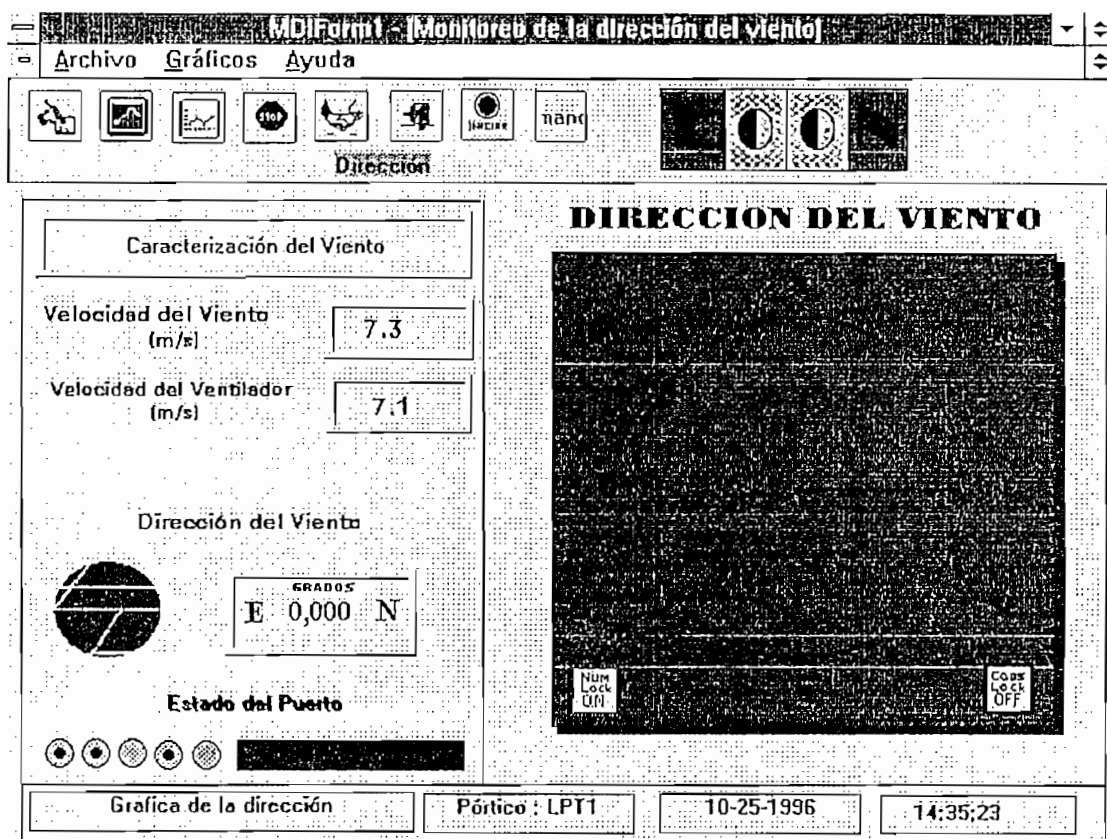 MDIForm1 - [Monitoreo de la dirección del viento]
Archivo Gráficos Ayuda
STOP
Dirección
DIRECCION DEL VIENTO
Caracterización del Viento
Velocidad del Viento
(m/s)
7.3
Velocidad del Ventilador
(m/s)
7.1
Dirección del Viento
GRADOS
E 0,000 N
Estado del Puerto
NUM
Lock
ON
Caps
Lock
OFF
Grafica de la dirección
Pórtico : LPT1
10-25-1996
14:35:23